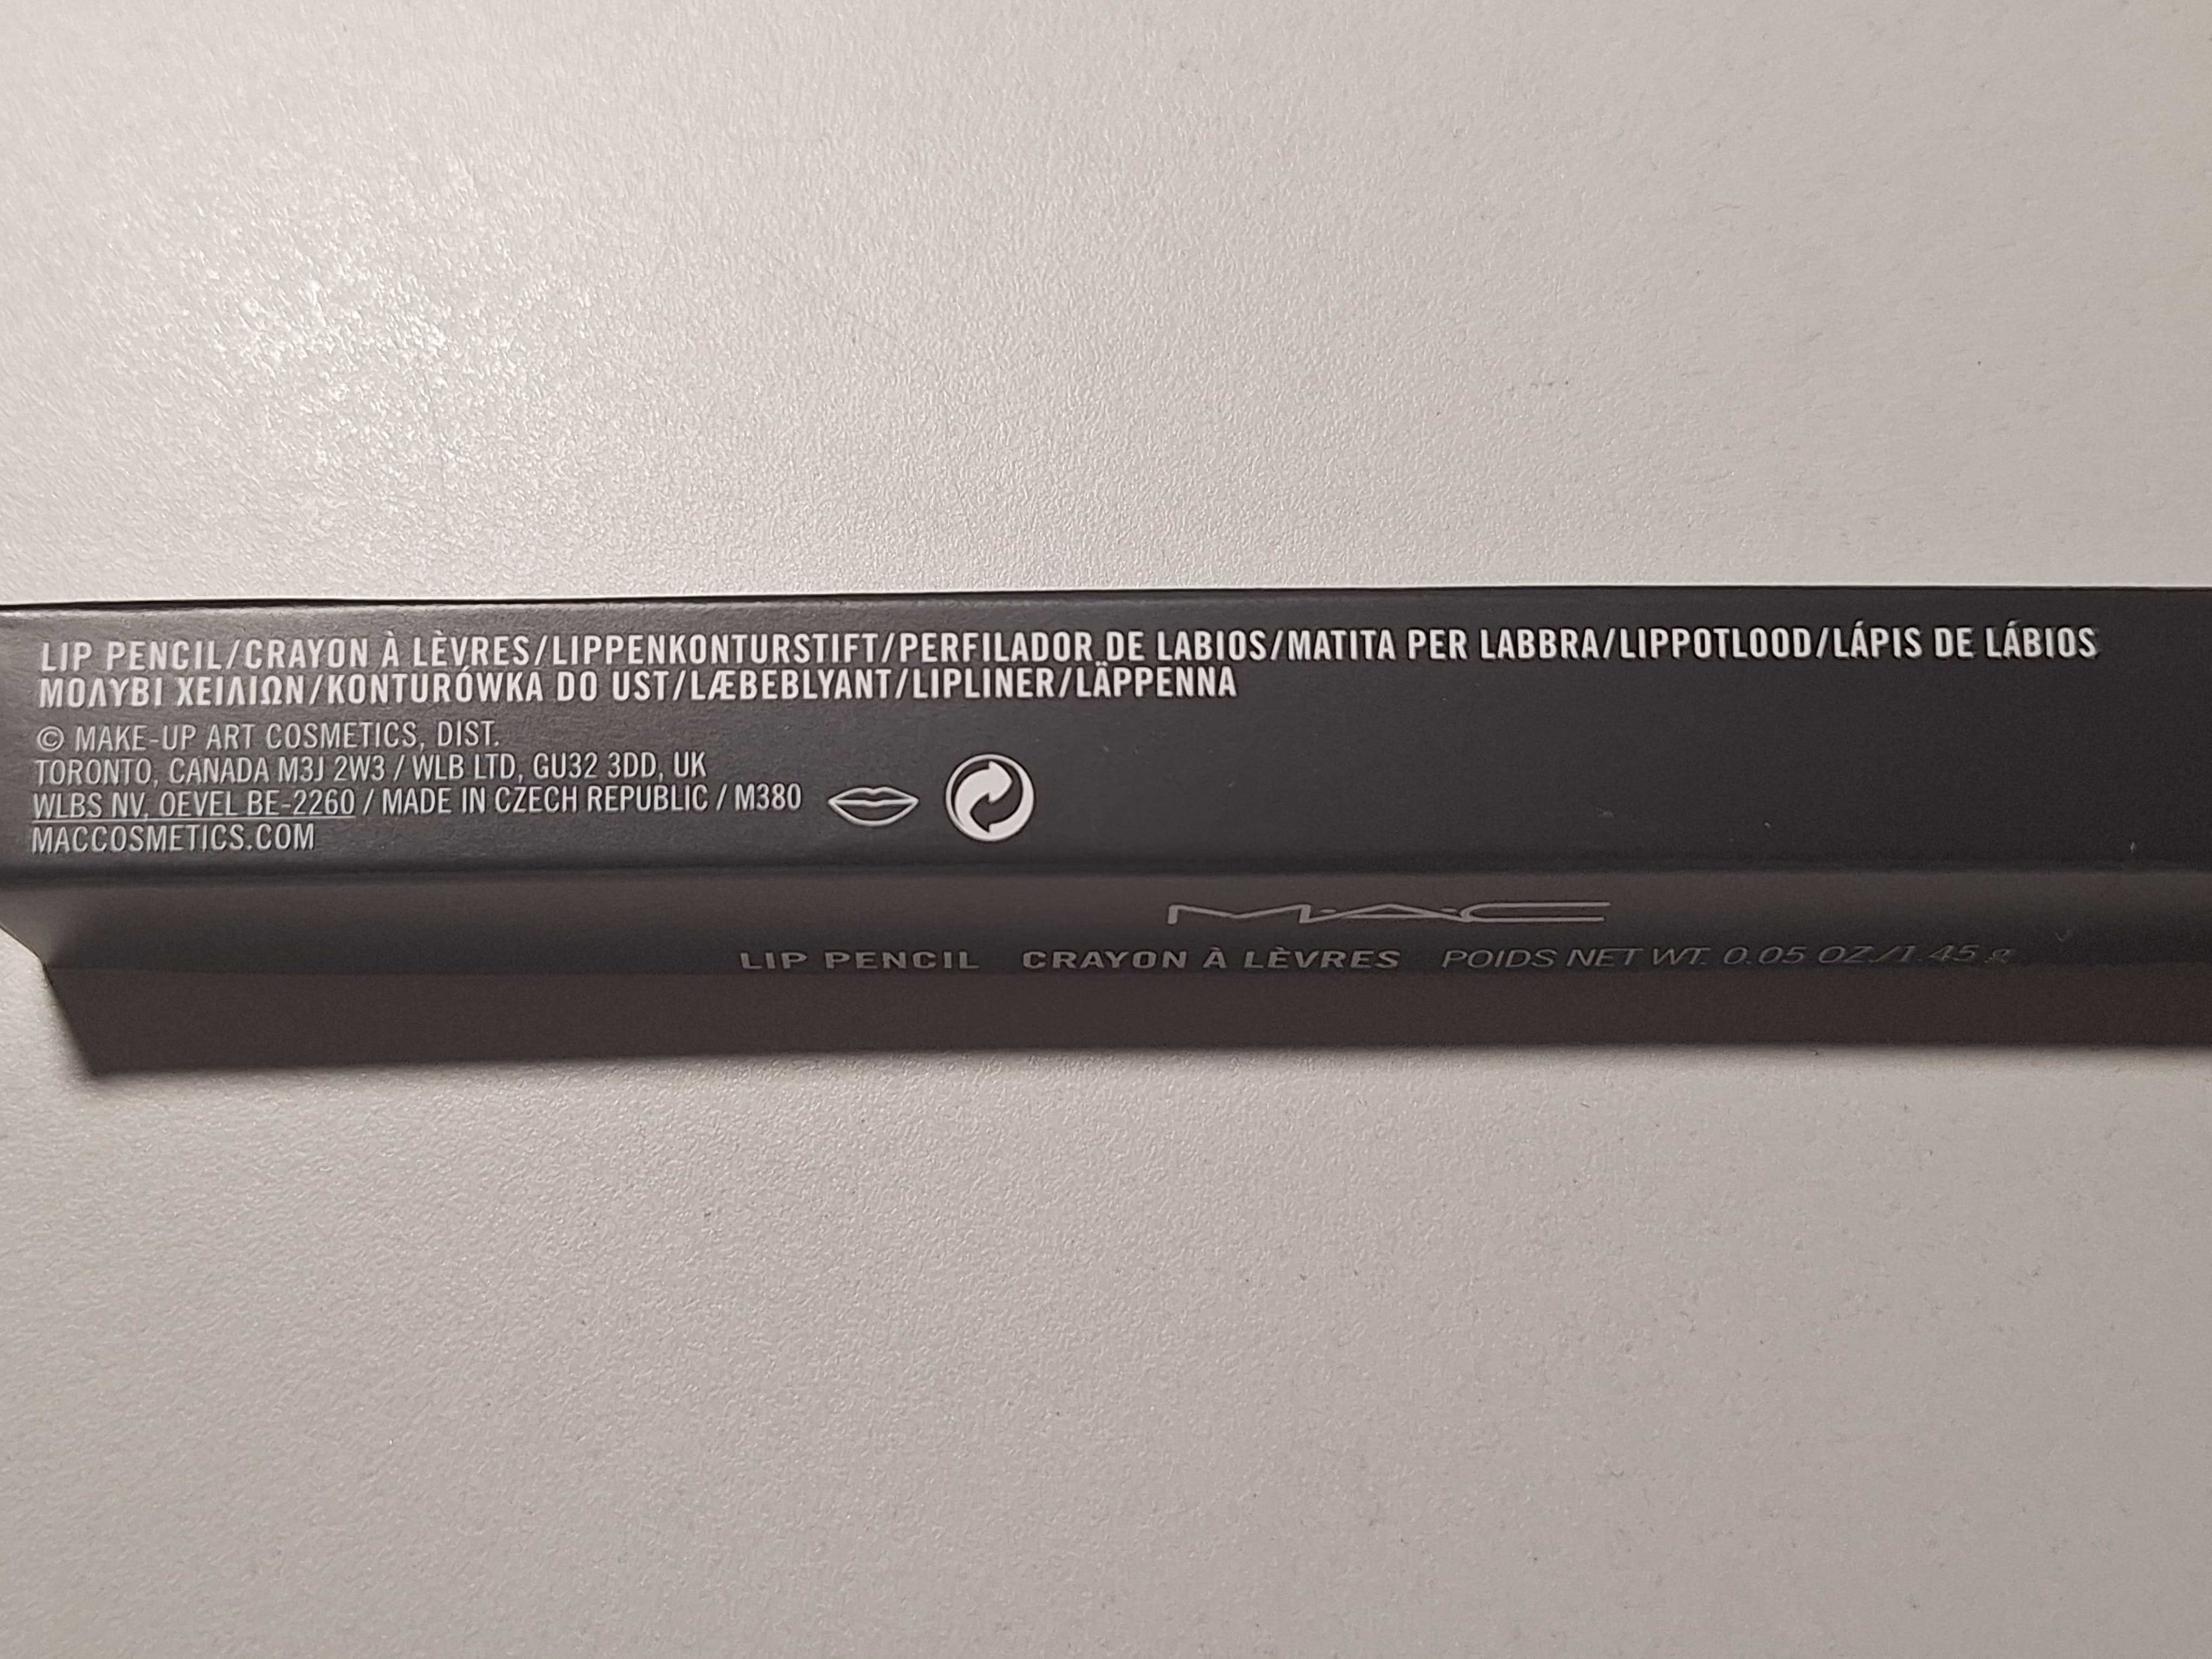 LIP PENCIL/CRAYON À LÈVRES/LIPPENKONTURSTIFT/PERFILADOR DE LABIOS/MATITA PER LABBRA/LIPPOTLOOD/LÁPIS DE LÁBIOS
ΜΟΛΥΒΙ ΧΕΙΛΙΩΝ/KONTURÓWKA DO UST/LÆBEBLYANT/LIPLINER/LÄPPENNA
© MAKE-UP ART COSMETICS, DIST.
TORONTO, CANADA M3J 2W3 / WLB LTD, GU32 3DD, UK
WLBS NV, OEVEL BE-2260 / MADE IN CZECH REPUBLIC / M380
MACCOSMETICS.COM
M·A·C
LIP PENCIL CRAYON À LÈVRES POIDS NET WT. 0.05 OZ./1.45 g